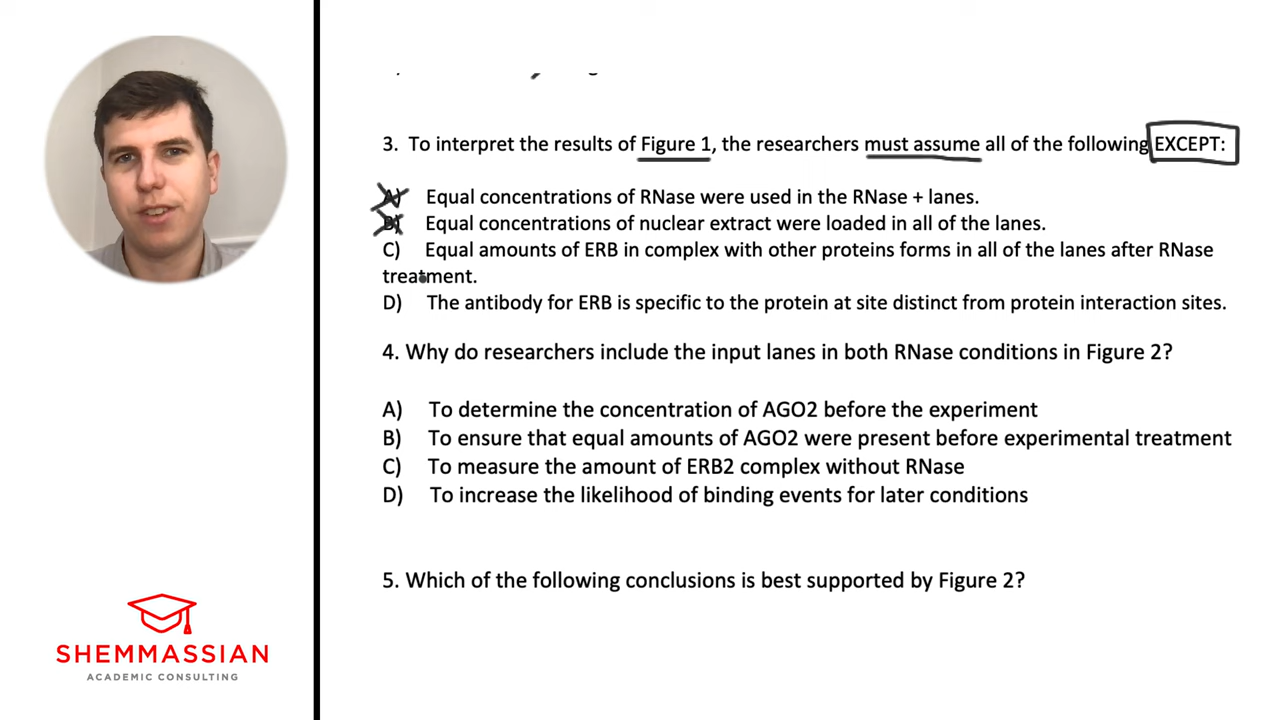 3. To interpret the results of Figure 1, the researchers must assume all of the following EXCEPT:
A) Equal concentrations of RNase were used in the RNase + lanes.
B) Equal concentrations of nuclear extract were loaded in all of the lanes.
C) Equal amounts of ERB in complex with other proteins forms in all of the lanes after RNase
treatment.
D) The antibody for ERB is specific to the protein at site distinct from protein interaction sites.
4. Why do researchers include the input lanes in both RNase conditions in Figure 2?
A) To determine the concentration of AGO2 before the experiment
B) To ensure that equal amounts of AGO2 were present before experimental treatment
C) To measure the amount of ERB2 complex without RNase
D) To increase the likelihood of binding events for later conditions
5. Which of the following conclusions is best supported by Figure 2?
SHEMMASSIAN
ACADEMIC CONSULTING